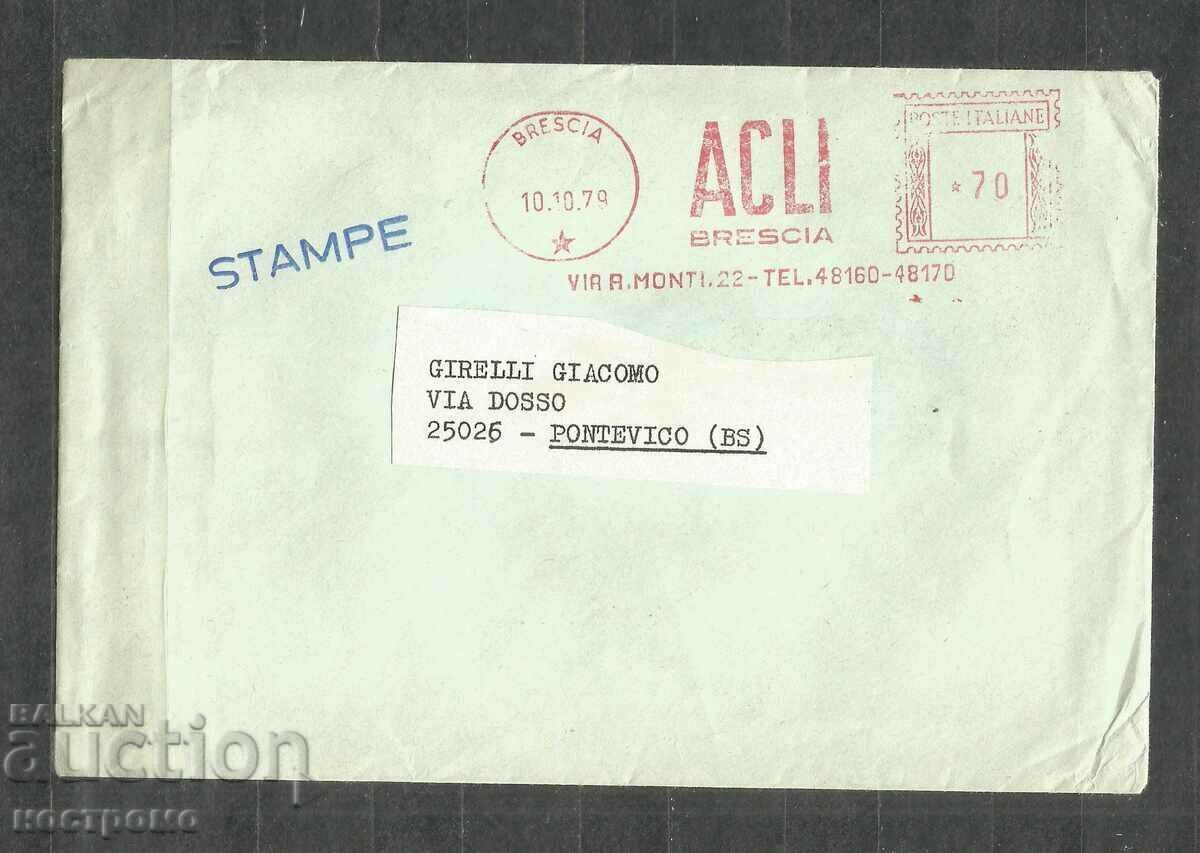 BRESCIA
10.10.79
ACLI
BRESCIA
VIA A.MONTI.22-TEL.48160-48170
POSTE ITALIANE
70
STAMPE
GIRELLI GIACOMO
VIA DOSSO
25026 - PONTEVICO (BS)
BALKAN
auction
костромо